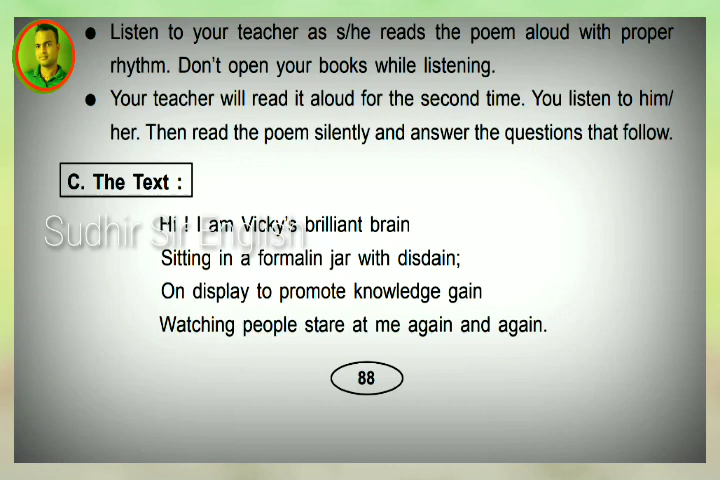 ● Listen to your teacher as s/he reads the poem aloud with proper
rhythm. Don't open your books while listening.
● Your teacher will read it aloud for the second time. You listen to him/
her. Then read the poem silently and answer the questions that follow.
C. The Text :
Hi ! I am Vicky's brilliant brain
Sudhir Sir English
Sitting in a formalin jar with disdain;
On display to promote knowledge gain
Watching people stare at me again and again.
88